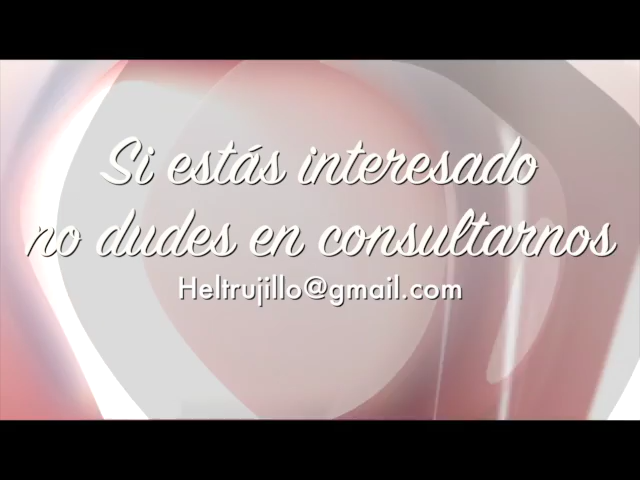 Si estás interesado
no dudes en consultarnos
Heltrujillo@gmail.com